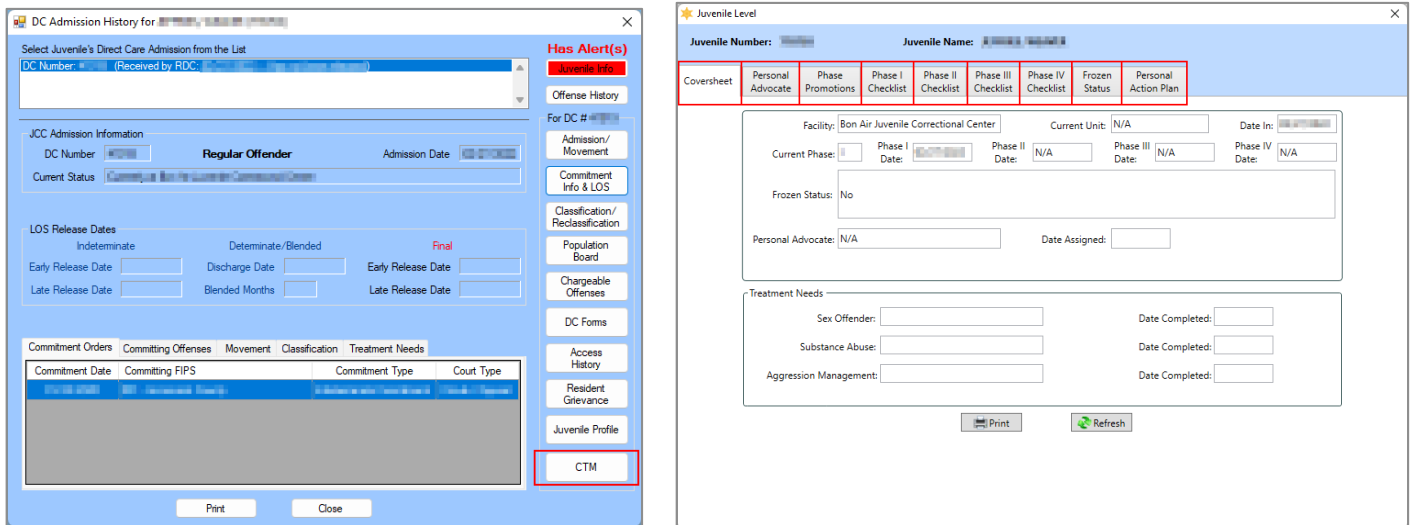 DC Admission History for
Select Juvenile's Direct Care Admission from the List
Has Alert(s)
DC Number: (Received by RDC:
Juvenile Info
Offense History
For DC #
JCC Admission Information
DC Number Regular Offender Admission Date
Current Status
Admission/
Movement
Commitment
Info & LOS
Classification/
Reclassification
LOS Release Dates
Indeterminate Determinate/Blended Final
Early Release Date Discharge Date Early Release Date
Late Release Date Blended Months Late Release Date
Population
Board
Chargeable
Offenses
DC Forms
Access
History
Resident
Grievance
Juvenile Profile
CTM
Commitment Orders Committing Offenses Movement Classification Treatment Needs
Commitment Date Committing FIPS Commitment Type Court Type
Print Close
Juvenile Level
Juvenile Number: Juvenile Name:
Coversheet
Personal
Advocate
Phase
Promotions
Phase I
Checklist
Phase II
Checklist
Phase III
Checklist
Phase IV
Checklist
Frozen
Status
Personal
Action Plan
Facility: Bon Air Juvenile Correctional Center Current Unit: N/A Date In:
Current Phase: I Phase I
Date:
Phase II
Date: N/A
Phase III
Date: N/A
Phase IV
Date: N/A
Frozen Status: No
Personal Advocate: N/A Date Assigned:
Treatment Needs
Sex Offender: Date Completed:
Substance Abuse: Date Completed:
Aggression Management: Date Completed:
Print Refresh